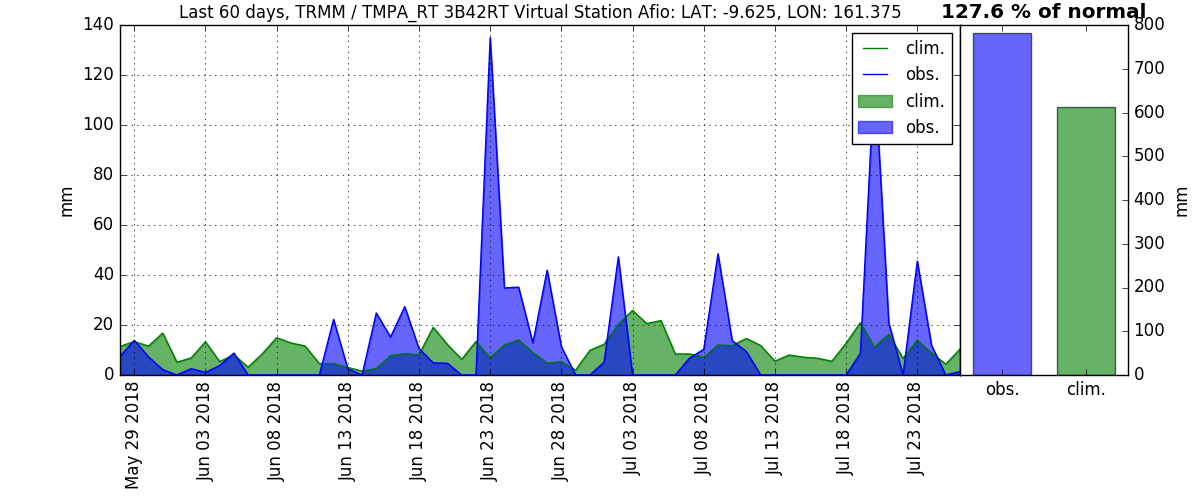 Last 60 days, TRMM / TMPA_RT 3B42RT Virtual Station Afio: LAT: -9.625, LON: 161.375
127.6 % of normal
140
120
100
80
60
40
20
0
mm
clim.
obs.
clim.
obs.
800
700
600
500
400
300
200
100
0
mm
May 29 2018
Jun 03 2018
Jun 08 2018
Jun 13 2018
Jun 18 2018
Jun 23 2018
Jun 28 2018
Jul 03 2018
Jul 08 2018
Jul 13 2018
Jul 18 2018
Jul 23 2018
obs.
clim.